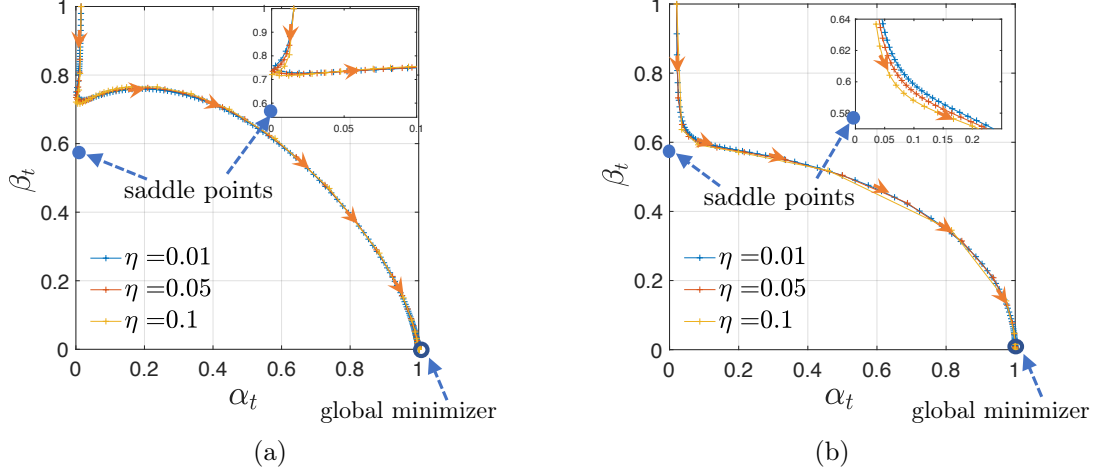 1
0.8
0.6
0.4
0.2
0
β_t
0
0.2
0.4
0.6
0.8
1
α_t
1
0.9
0.8
0.7
0.6
0
0.05
0.1
saddle points
η =0.01
η =0.05
η =0.1
global minimizer
(a)
1
0.8
0.6
0.4
0.2
0
β_t
0
0.2
0.4
0.6
0.8
1
α_t
0.64
0.62
0.6
0.58
0
0.05
0.1
0.2
saddle points
η =0.01
η =0.05
η =0.1
global minimizer
(b)